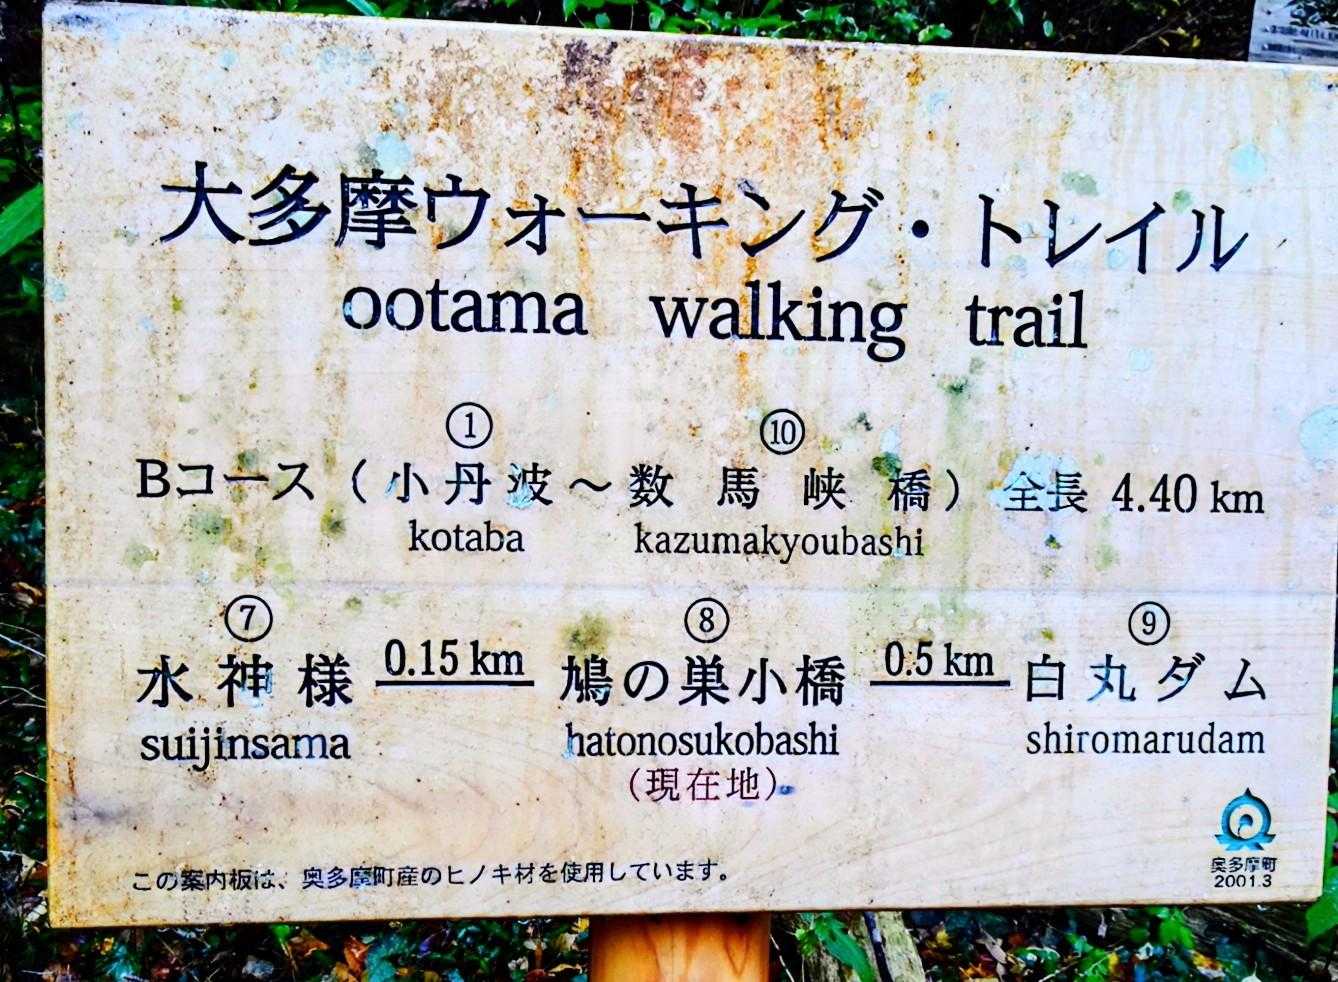 大多摩ウォーキング・トレイル
ootama walking trail
① ⑩
Bコース（小丹波～数馬峡橋）全長 4.40 km
kotaba kazumakyoubashi
⑦ ⑧ ⑨
水神様 0.15 km 鳩の巣小橋 0.5 km 白丸ダム
suijinsama hatonosukobashi shiromarudam
（現在地）
この案内板は、奥多摩町産のヒノキ材を使用しています。
奥多摩町
2001.3